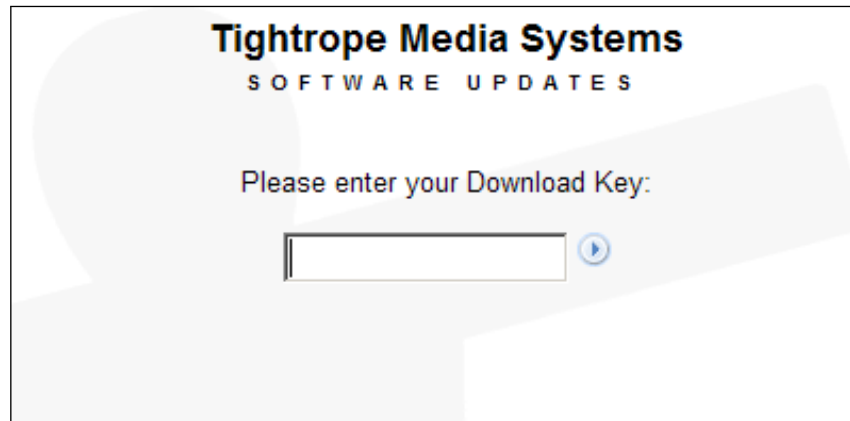 Tightrope Media Systems
SOFTWARE UPDATES
Please enter your Download Key: